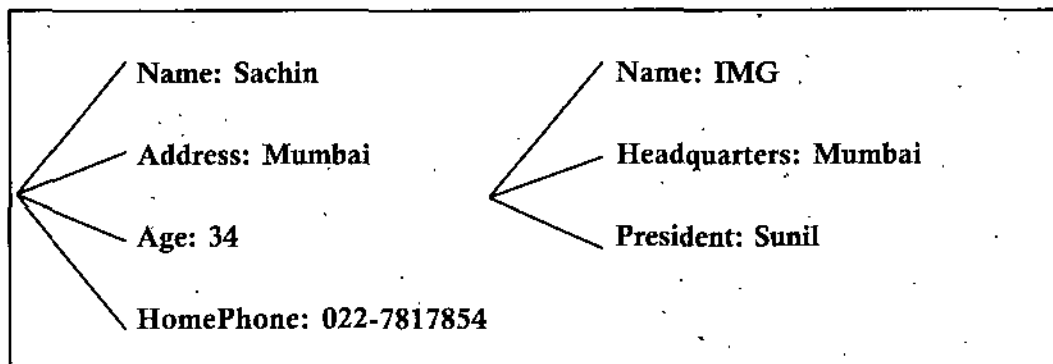 Name: Sachin
Address: Mumbai
Age: 34
HomePhone: 022-7817854
Name: IMG
Headquarters: Mumbai
President: Sunil